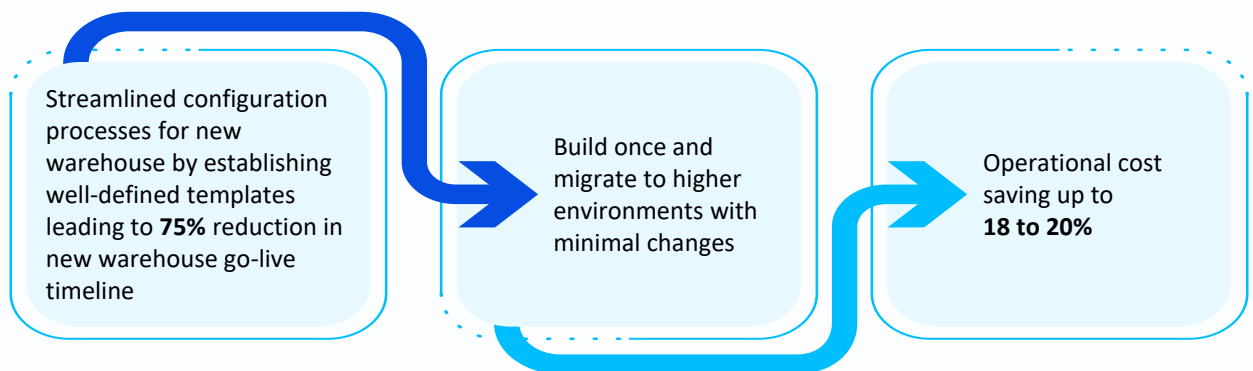 Streamlined configuration
processes for new
warehouse by establishing
well-defined templates
leading to 75% reduction in
new warehouse go-live
timeline
Build once and
migrate to higher
environments with
minimal changes
Operational cost
saving up to
18 to 20%